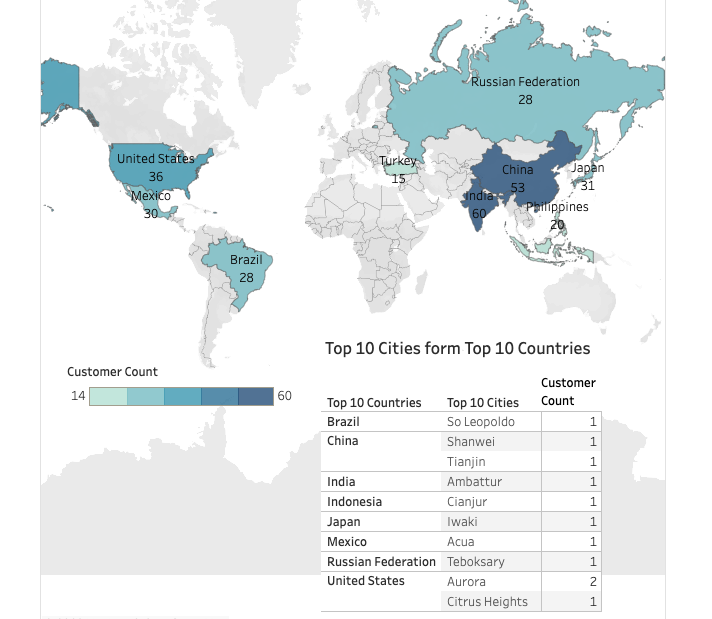 Russian Federation
28
United States
36
Mexico
30
Turkey
15
China
53
Japan
31
India
60
Philippines
20
Brazil
28
Top 10 Cities form Top 10 Countries
Customer Count
14 60
Customer
Top 10 Countries Top 10 Cities Count
Brazil So Leopoldo 1
China Shanwei 1
Tianjin 1
India Ambattur 1
Indonesia Cianjur 1
Japan Iwaki 1
Mexico Acua 1
Russian Federation Teboksary 1
United States Aurora 2
Citrus Heights 1